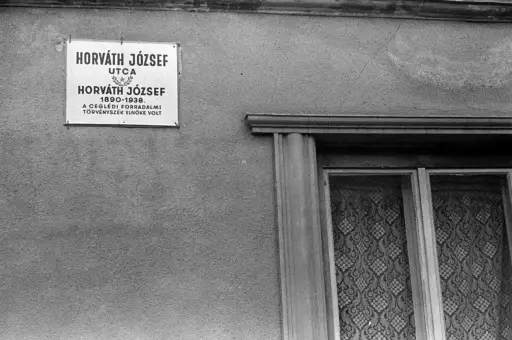 HORVÁTH JÓZSEF
UTCA
HORVÁTH JÓZSEF
1890-1938.
A CEGLÉDI FORRADALMI
TÖRVÉNYSZÉK ELNÖKE VOLT